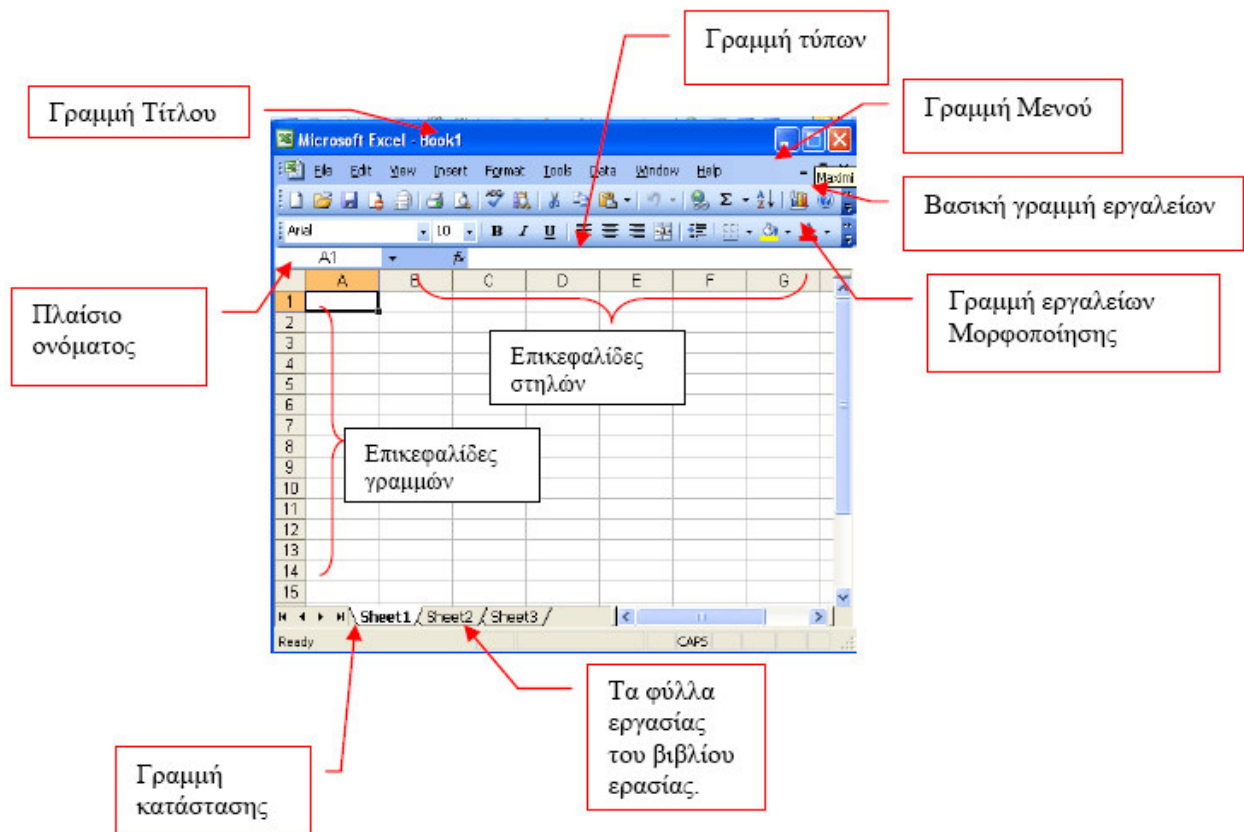 Γραμμή τύπων
Γραμμή Τίτλου
Γραμμή Μενού
Microsoft Excel - Book1
File Edit View Insert Format Tools Data Window Help
Maximi
Βασική γραμμή εργαλείων
Arial 10 B I U
A1 fx
A B C D E F G
Πλαίσιο
ονόματος
Γραμμή εργαλείων
Μορφοποίησης
Επικεφαλίδες
στηλών
1
2
3
4
5
6
7
8
9
10
11
12
13
14
15
Επικεφαλίδες
γραμμών
Sheet1 / Sheet2 / Sheet3 /
Ready CAPS
Τα φύλλα
εργασίας
του βιβλίου
ερασίας.
Γραμμή
κατάστασης